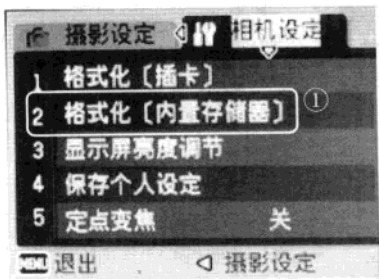 摄影设定 相机设定
1 格式化〔插卡〕
2 格式化〔内置存储器〕 ①
3 显示屏亮度调节
4 保存个人设定
5 定点变焦 关
MENU 退出 摄影设定